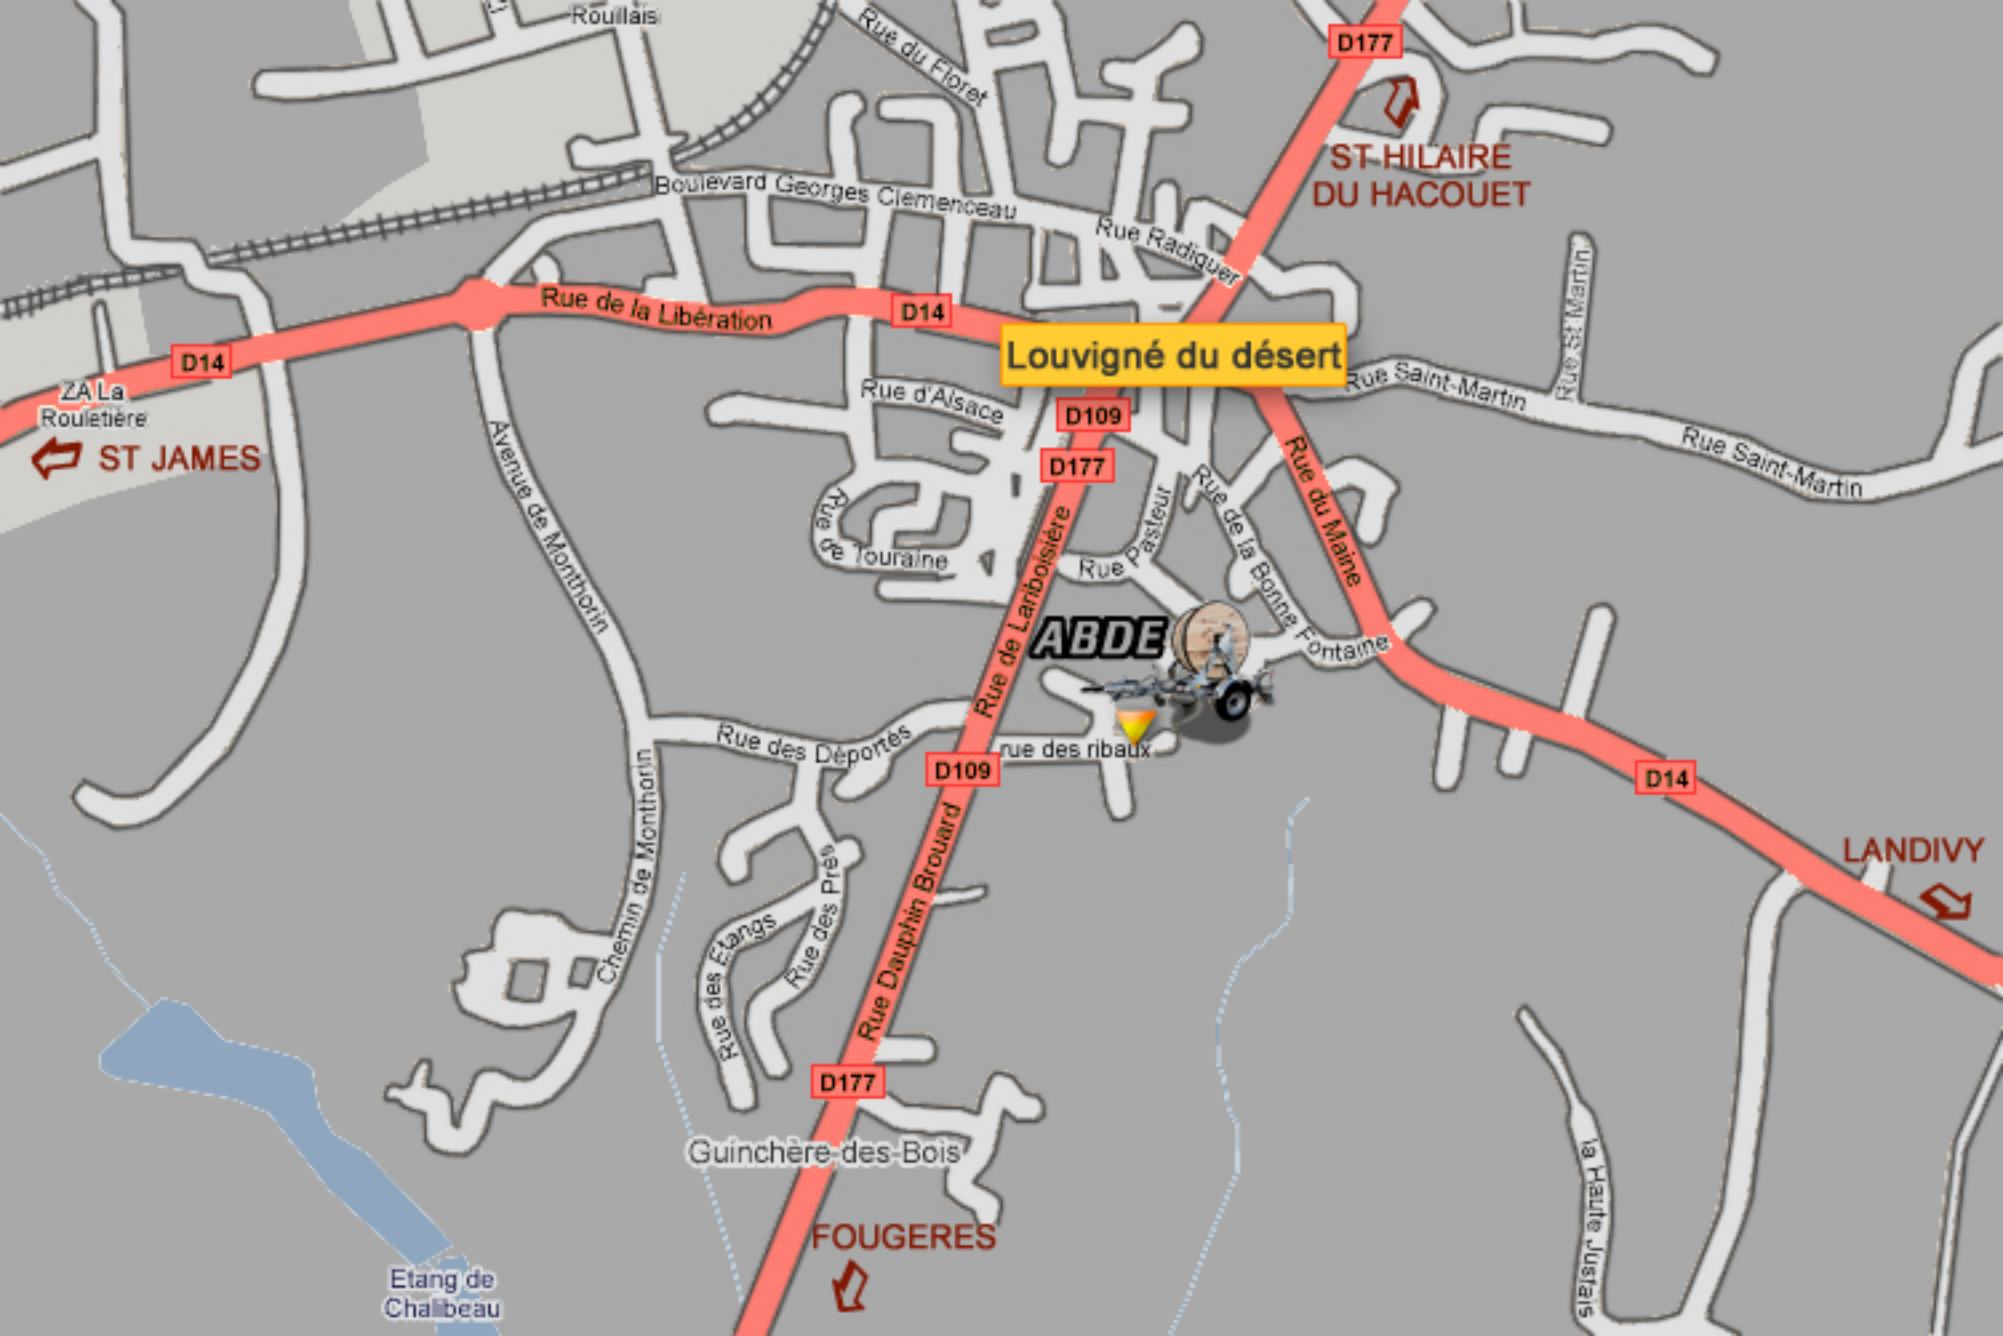 Rouillais
Rue du Floret
D177
ST HILAIRE
DU HACOUET
Boulevard Georges Clemenceau
Rue Radiguer
Rue St Martin
Rue de la Libération
D14
D14
Louvigné du désert
ZA La
Rouletière
ST JAMES
Rue d'Alsace
D109
D177
Rue Saint-Martin
Rue Saint-Martin
Avenue de Monthorin
Rue de Touraine
Rue de Lariboisière
Rue Pasteur
Rue de la Bonne Fontaine
Rue du Maine
ABDE
Rue des Déportés
rue des ribaux
D109
D14
Chemin de Monthorin
Rue des Prés
Rue des Etangs
Rue Dauphin Brouard
LANDIVY
D177
Guinchère-des-Bois
la Haute Justais
FOUGERES
Etang de
Chalibeau